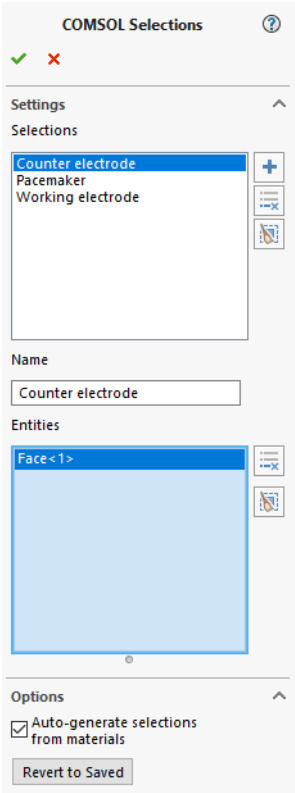 COMSOL Selections
Settings
Selections
Counter electrode
Pacemaker
Working electrode
Name
Counter electrode
Entities
Face<1>
Options
Auto-generate selections
from materials
Revert to Saved